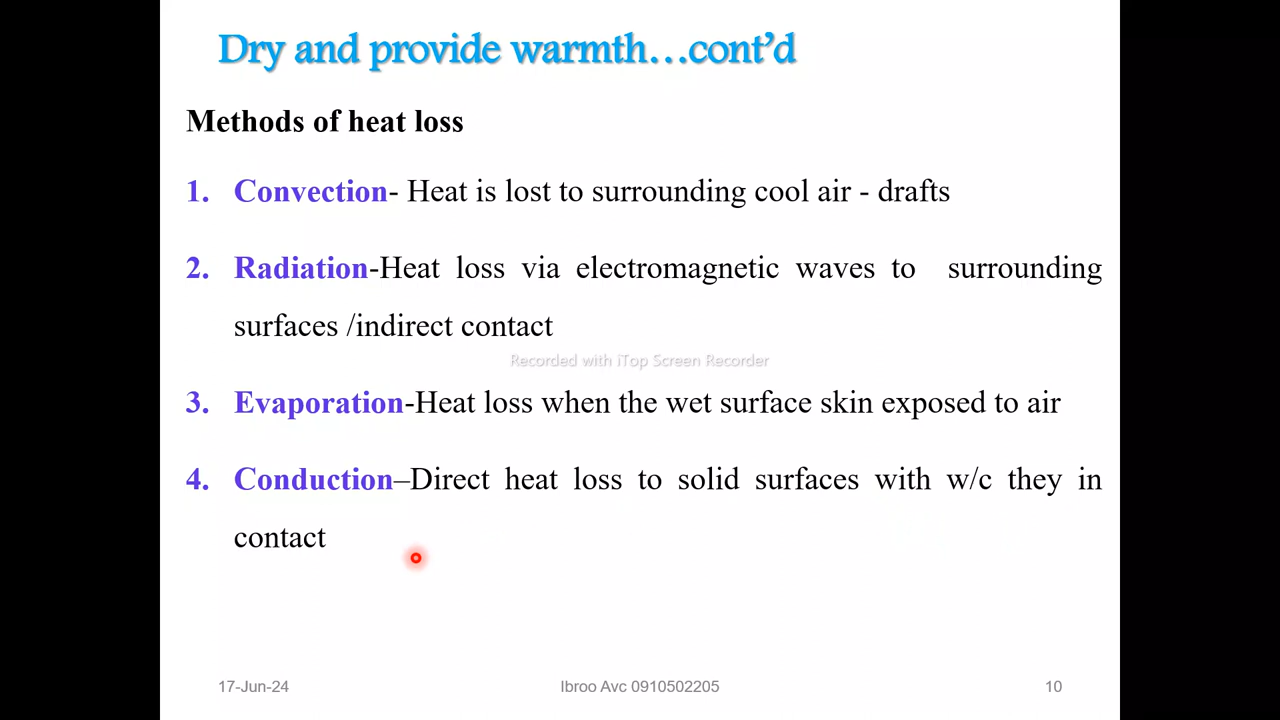 Dry and provide warmth…cont’d
Methods of heat loss
1. Convection- Heat is lost to surrounding cool air - drafts
2. Radiation-Heat loss via electromagnetic waves to surrounding
surfaces /indirect contact
Recorded with iTop Screen Recorder
3. Evaporation-Heat loss when the wet surface skin exposed to air
4. Conduction–Direct heat loss to solid surfaces with w/c they in
contact
17-Jun-24
Ibroo Avc 0910502205
10